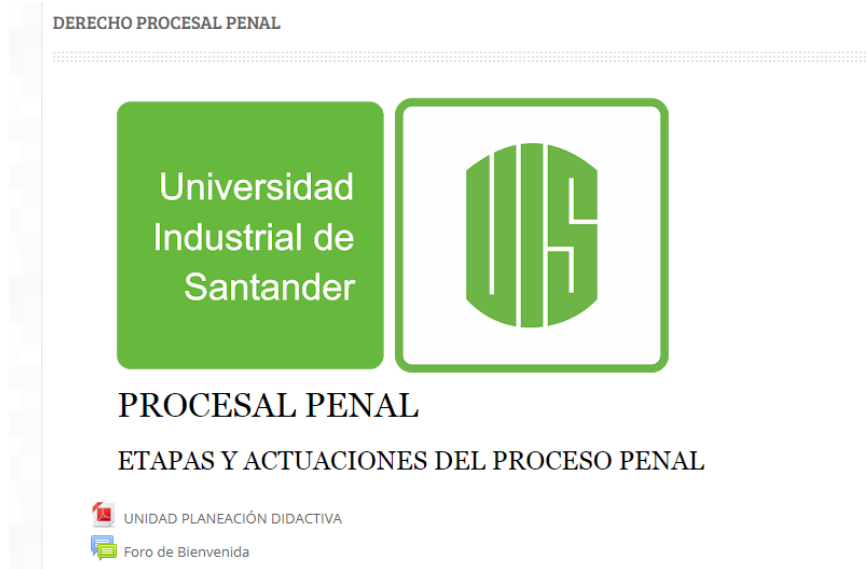 DERECHO PROCESAL PENAL
Universidad
Industrial de
Santander
UIS
PROCESAL PENAL
ETAPAS Y ACTUACIONES DEL PROCESO PENAL
UNIDAD PLANEACIÓN DIDACTIVA
Foro de Bienvenida